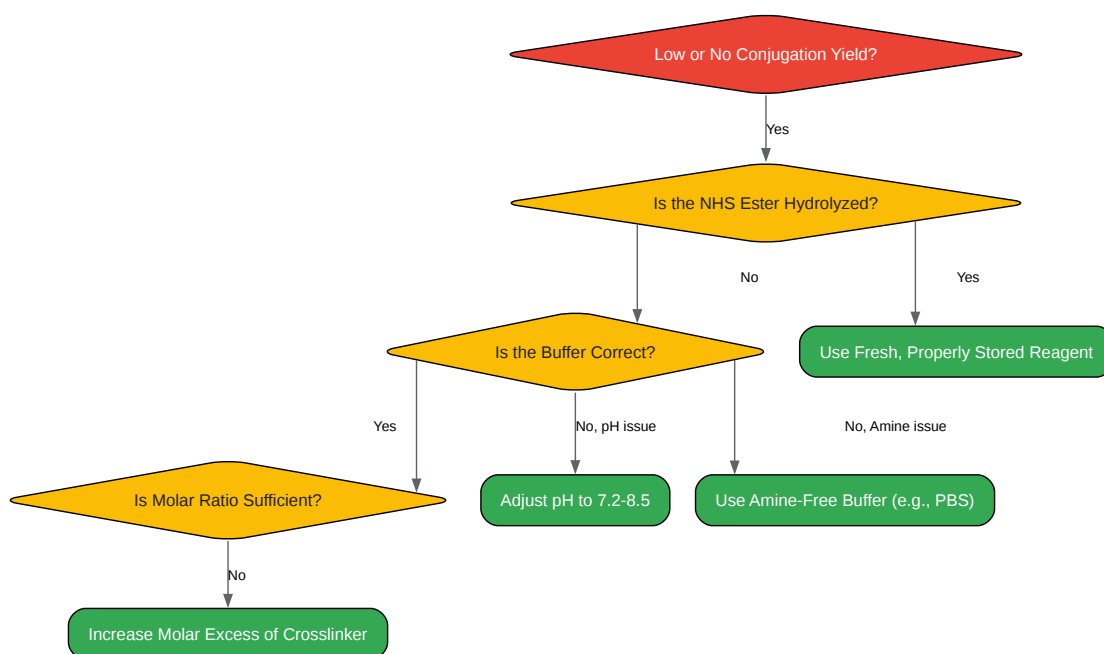 Low or No Conjugation Yield?
Yes
Is the NHS Ester Hydrolyzed?
No
Yes
Is the Buffer Correct?
Use Fresh, Properly Stored Reagent
Yes
No, pH issue
No, Amine issue
Is Molar Ratio Sufficient?
Adjust pH to 7.2-8.5
Use Amine-Free Buffer (e.g., PBS)
No
Increase Molar Excess of Crosslinker